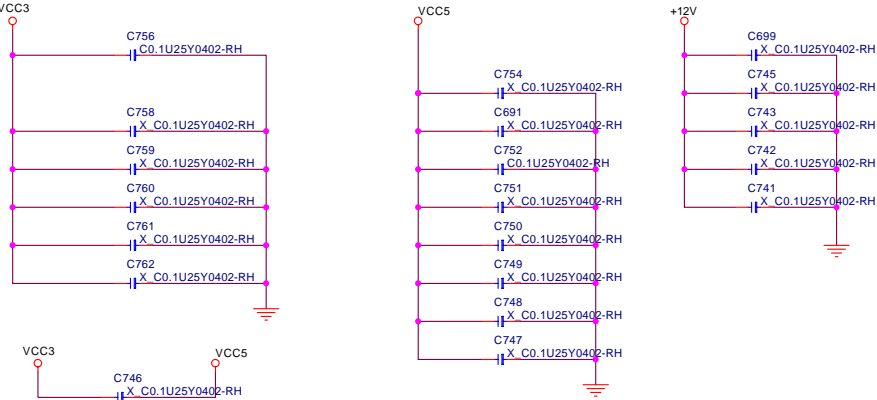 VCC3
C756
C0.1U25Y0402-RH
C758
X_C0.1U25Y0402-RH
C759
X_C0.1U25Y0402-RH
C760
X_C0.1U25Y0402-RH
C761
X_C0.1U25Y0402-RH
C762
X_C0.1U25Y0402-RH
VCC3
VCC5
C746
X_C0.1U25Y0402-RH
VCC5
C754
X_C0.1U25Y0402-RH
C691
X_C0.1U25Y0402-RH
C752
C0.1U25Y0402-RH
C751
X_C0.1U25Y0402-RH
C750
X_C0.1U25Y0402-RH
C749
X_C0.1U25Y0402-RH
C748
X_C0.1U25Y0402-RH
C747
X_C0.1U25Y0402-RH
+12V
C699
X_C0.1U25Y0402-RH
C745
X_C0.1U25Y0402-RH
C743
X_C0.1U25Y0402-RH
C742
X_C0.1U25Y0402-RH
C741
X_C0.1U25Y0402-RH